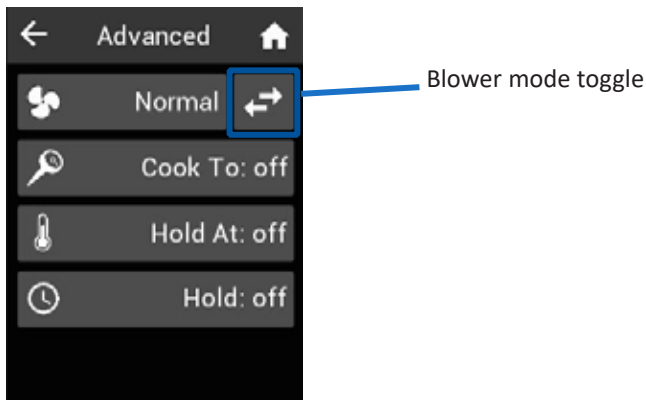 Advanced
Normal
Blower mode toggle
Cook To: off
Hold At: off
Hold: off